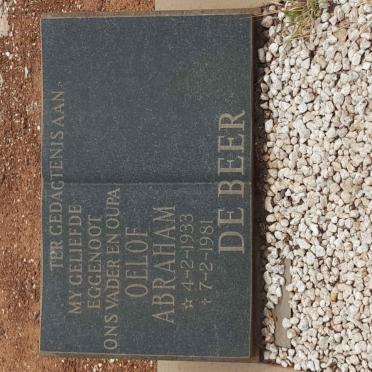 TER GEDAGTENIS AAN
MY GELIEFDE
EGGENOOT
ONS VADER EN OUPA
OELOF
ABRAHAM
☆ 4-2-1933
† 7-2-1981
DE BEER